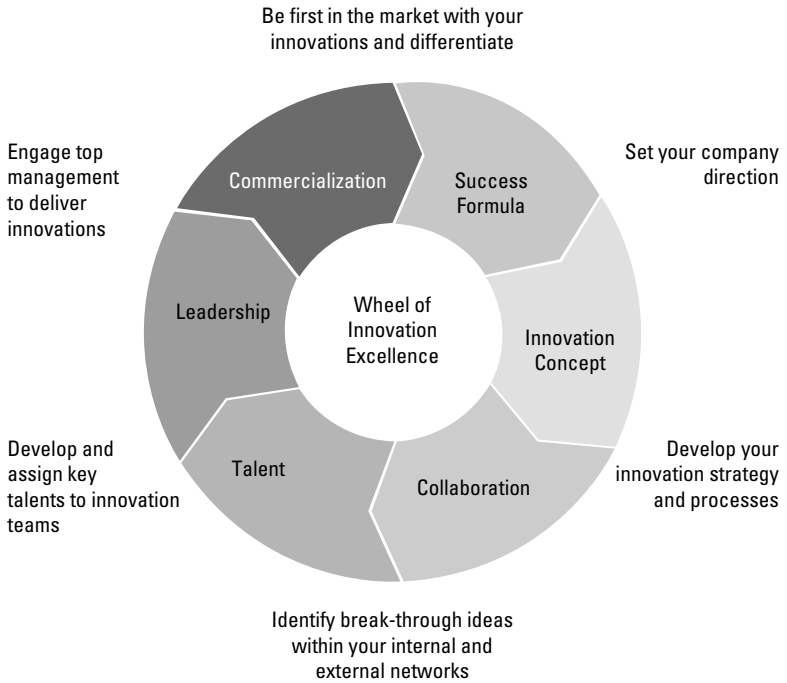 Be first in the market with your
innovations and differentiate
Engage top
management
to deliver
innovations
Commercialization
Success
Formula
Set your company
direction
Leadership
Wheel of
Innovation
Excellence
Innovation
Concept
Develop and
assign key
talents to innovation
teams
Talent
Collaboration
Develop your
innovation strategy
and processes
Identify break-through ideas
within your internal and
external networks